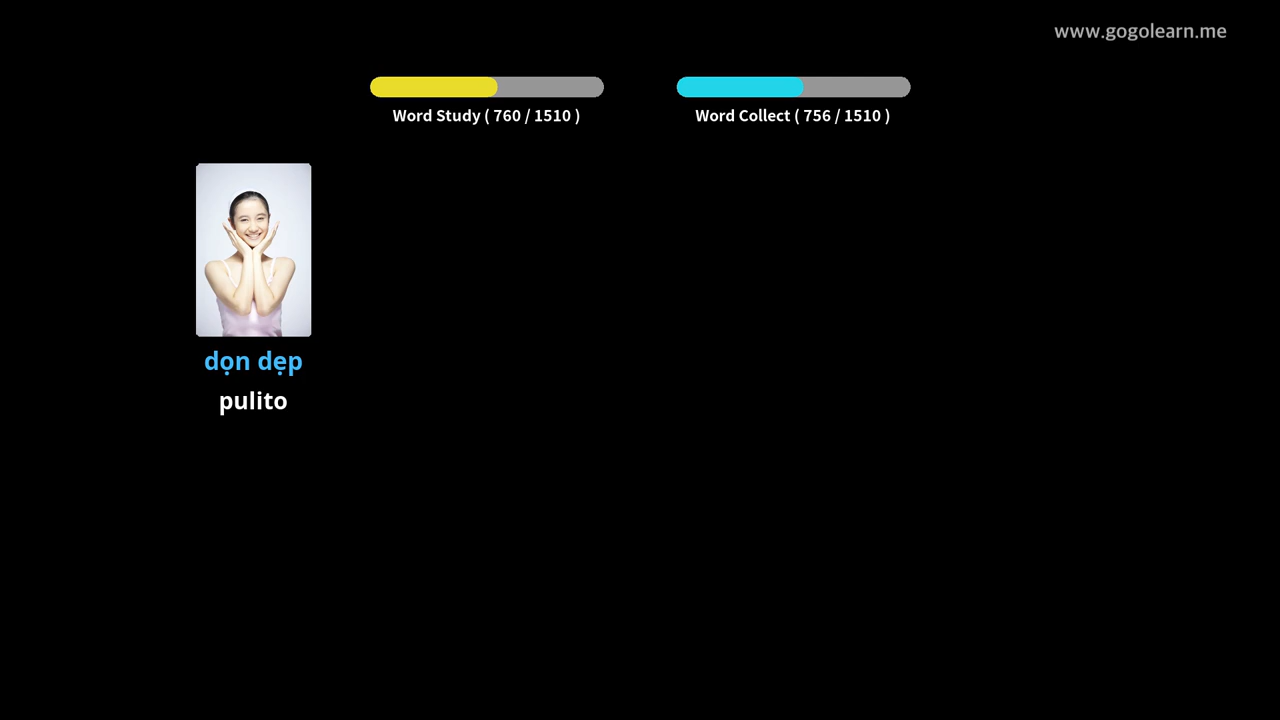 www.gogolearn.me
Word Study ( 760 / 1510 )
Word Collect ( 756 / 1510 )
dọn dẹp
pulito